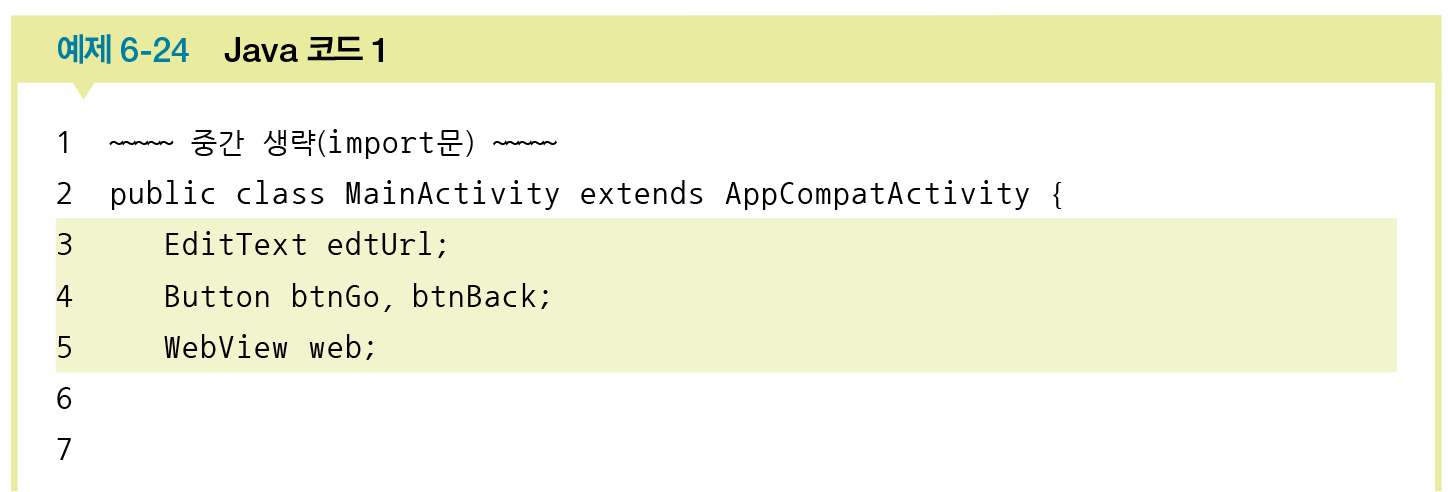 예제 6-24 Java 코드 1
1 ~~~~~ 중간 생략(import문) ~~~~~
2 public class MainActivity extends AppCompatActivity {
3 EditText edtUrl;
4 Button btnGo, btnBack;
5 WebView web;
6
7